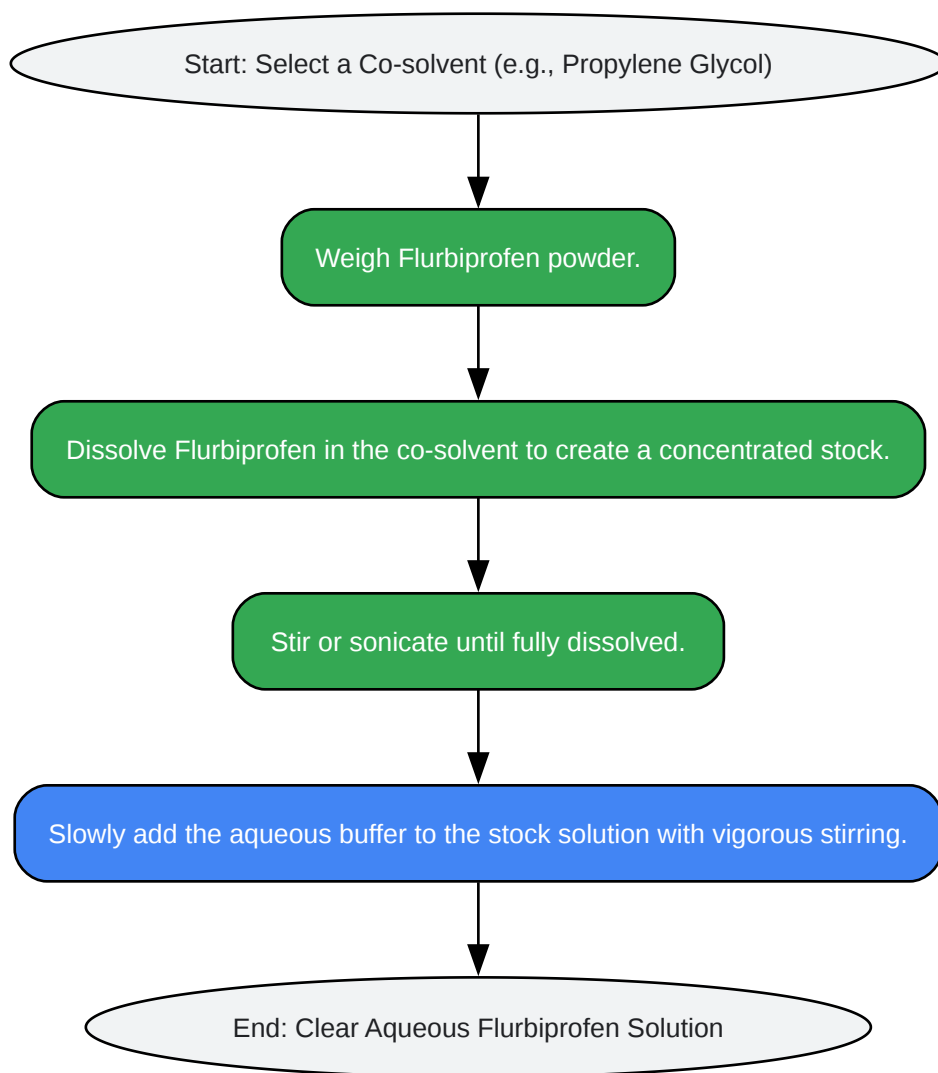 Start: Select a Co-solvent (e.g., Propylene Glycol)
Weigh Flurbiprofen powder.
Dissolve Flurbiprofen in the co-solvent to create a concentrated stock.
Stir or sonicate until fully dissolved.
Slowly add the aqueous buffer to the stock solution with vigorous stirring.
End: Clear Aqueous Flurbiprofen Solution